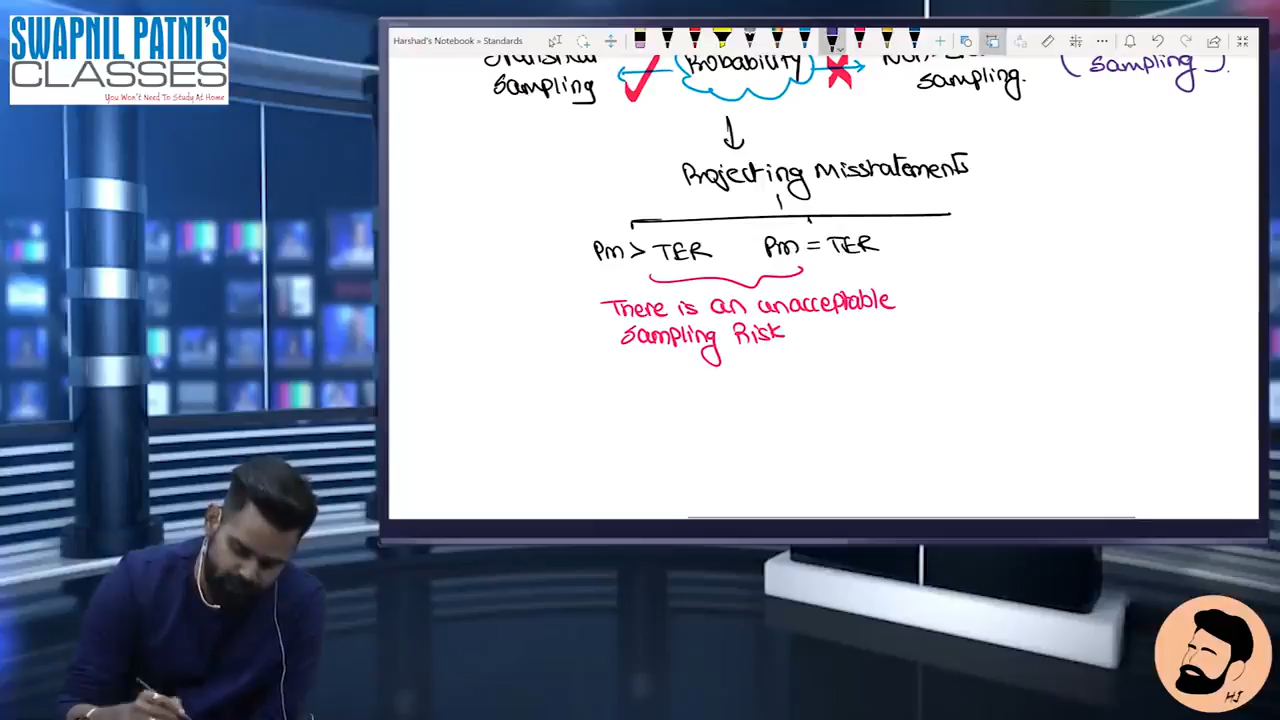 SWAPNIL PATNI'S
CLASSES
You Won't Need To Study At Home
Harshad's Notebook » Standards
Sampling
Probability
sampling.
(Sampling).
Projecting Misstatements
Pm > TER
Pm = TER
There is an unacceptable
Sampling Risk
HJ